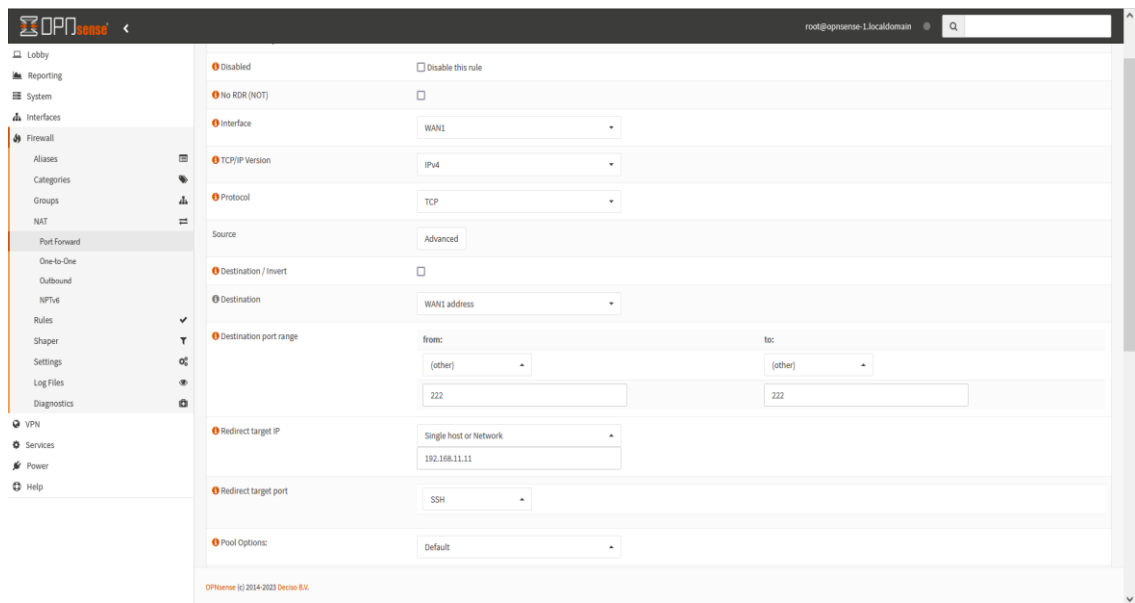 OPNsense
root@opnsense-1.localdomain
Lobby
Reporting
System
Interfaces
Firewall
Aliases
Categories
Groups
NAT
Port Forward
One-to-One
Outbound
NPTv6
Rules
Shaper
Settings
Log Files
Diagnostics
VPN
Services
Power
Help
Disabled
Disable this rule
No RDR (NOT)
Interface
WAN1
TCP/IP Version
IPv4
Protocol
TCP
Source
Advanced
Destination / Invert
Destination
WAN1 address
Destination port range
from: to:
(other) (other)
222 222
Redirect target IP
Single host or Network
192.168.11.11
Redirect target port
SSH
Pool Options:
Default
OPNsense (c) 2014-2023 Deciso B.V.